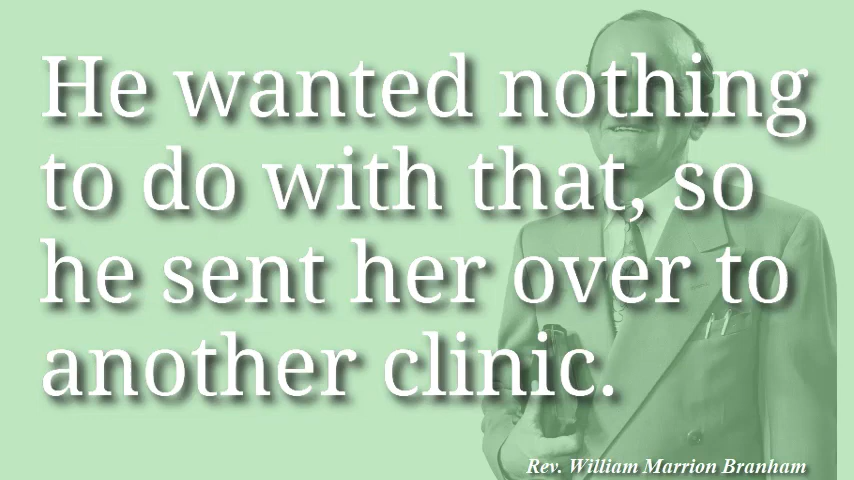 He wanted nothing
to do with that, so
he sent her over to
another clinic.
Rev. William Marrion Branham